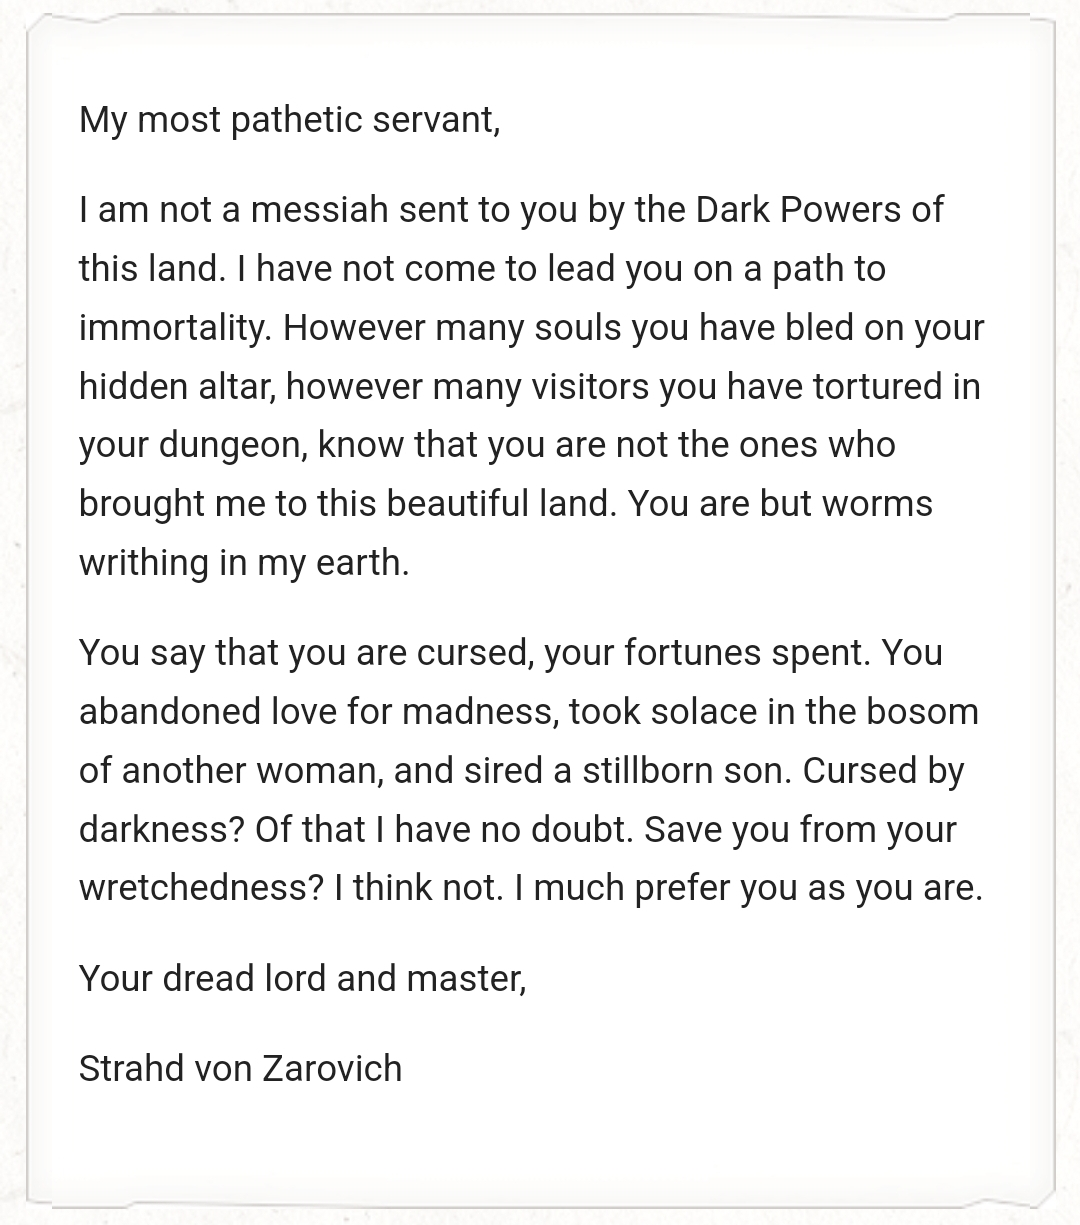 My most pathetic servant,
I am not a messiah sent to you by the Dark Powers of
this land. I have not come to lead you on a path to
immortality. However many souls you have bled on your
hidden altar, however many visitors you have tortured in
your dungeon, know that you are not the ones who
brought me to this beautiful land. You are but worms
writhing in my earth.
You say that you are cursed, your fortunes spent. You
abandoned love for madness, took solace in the bosom
of another woman, and sired a stillborn son. Cursed by
darkness? Of that I have no doubt. Save you from your
wretchedness? I think not. I much prefer you as you are.
Your dread lord and master,
Strahd von Zarovich